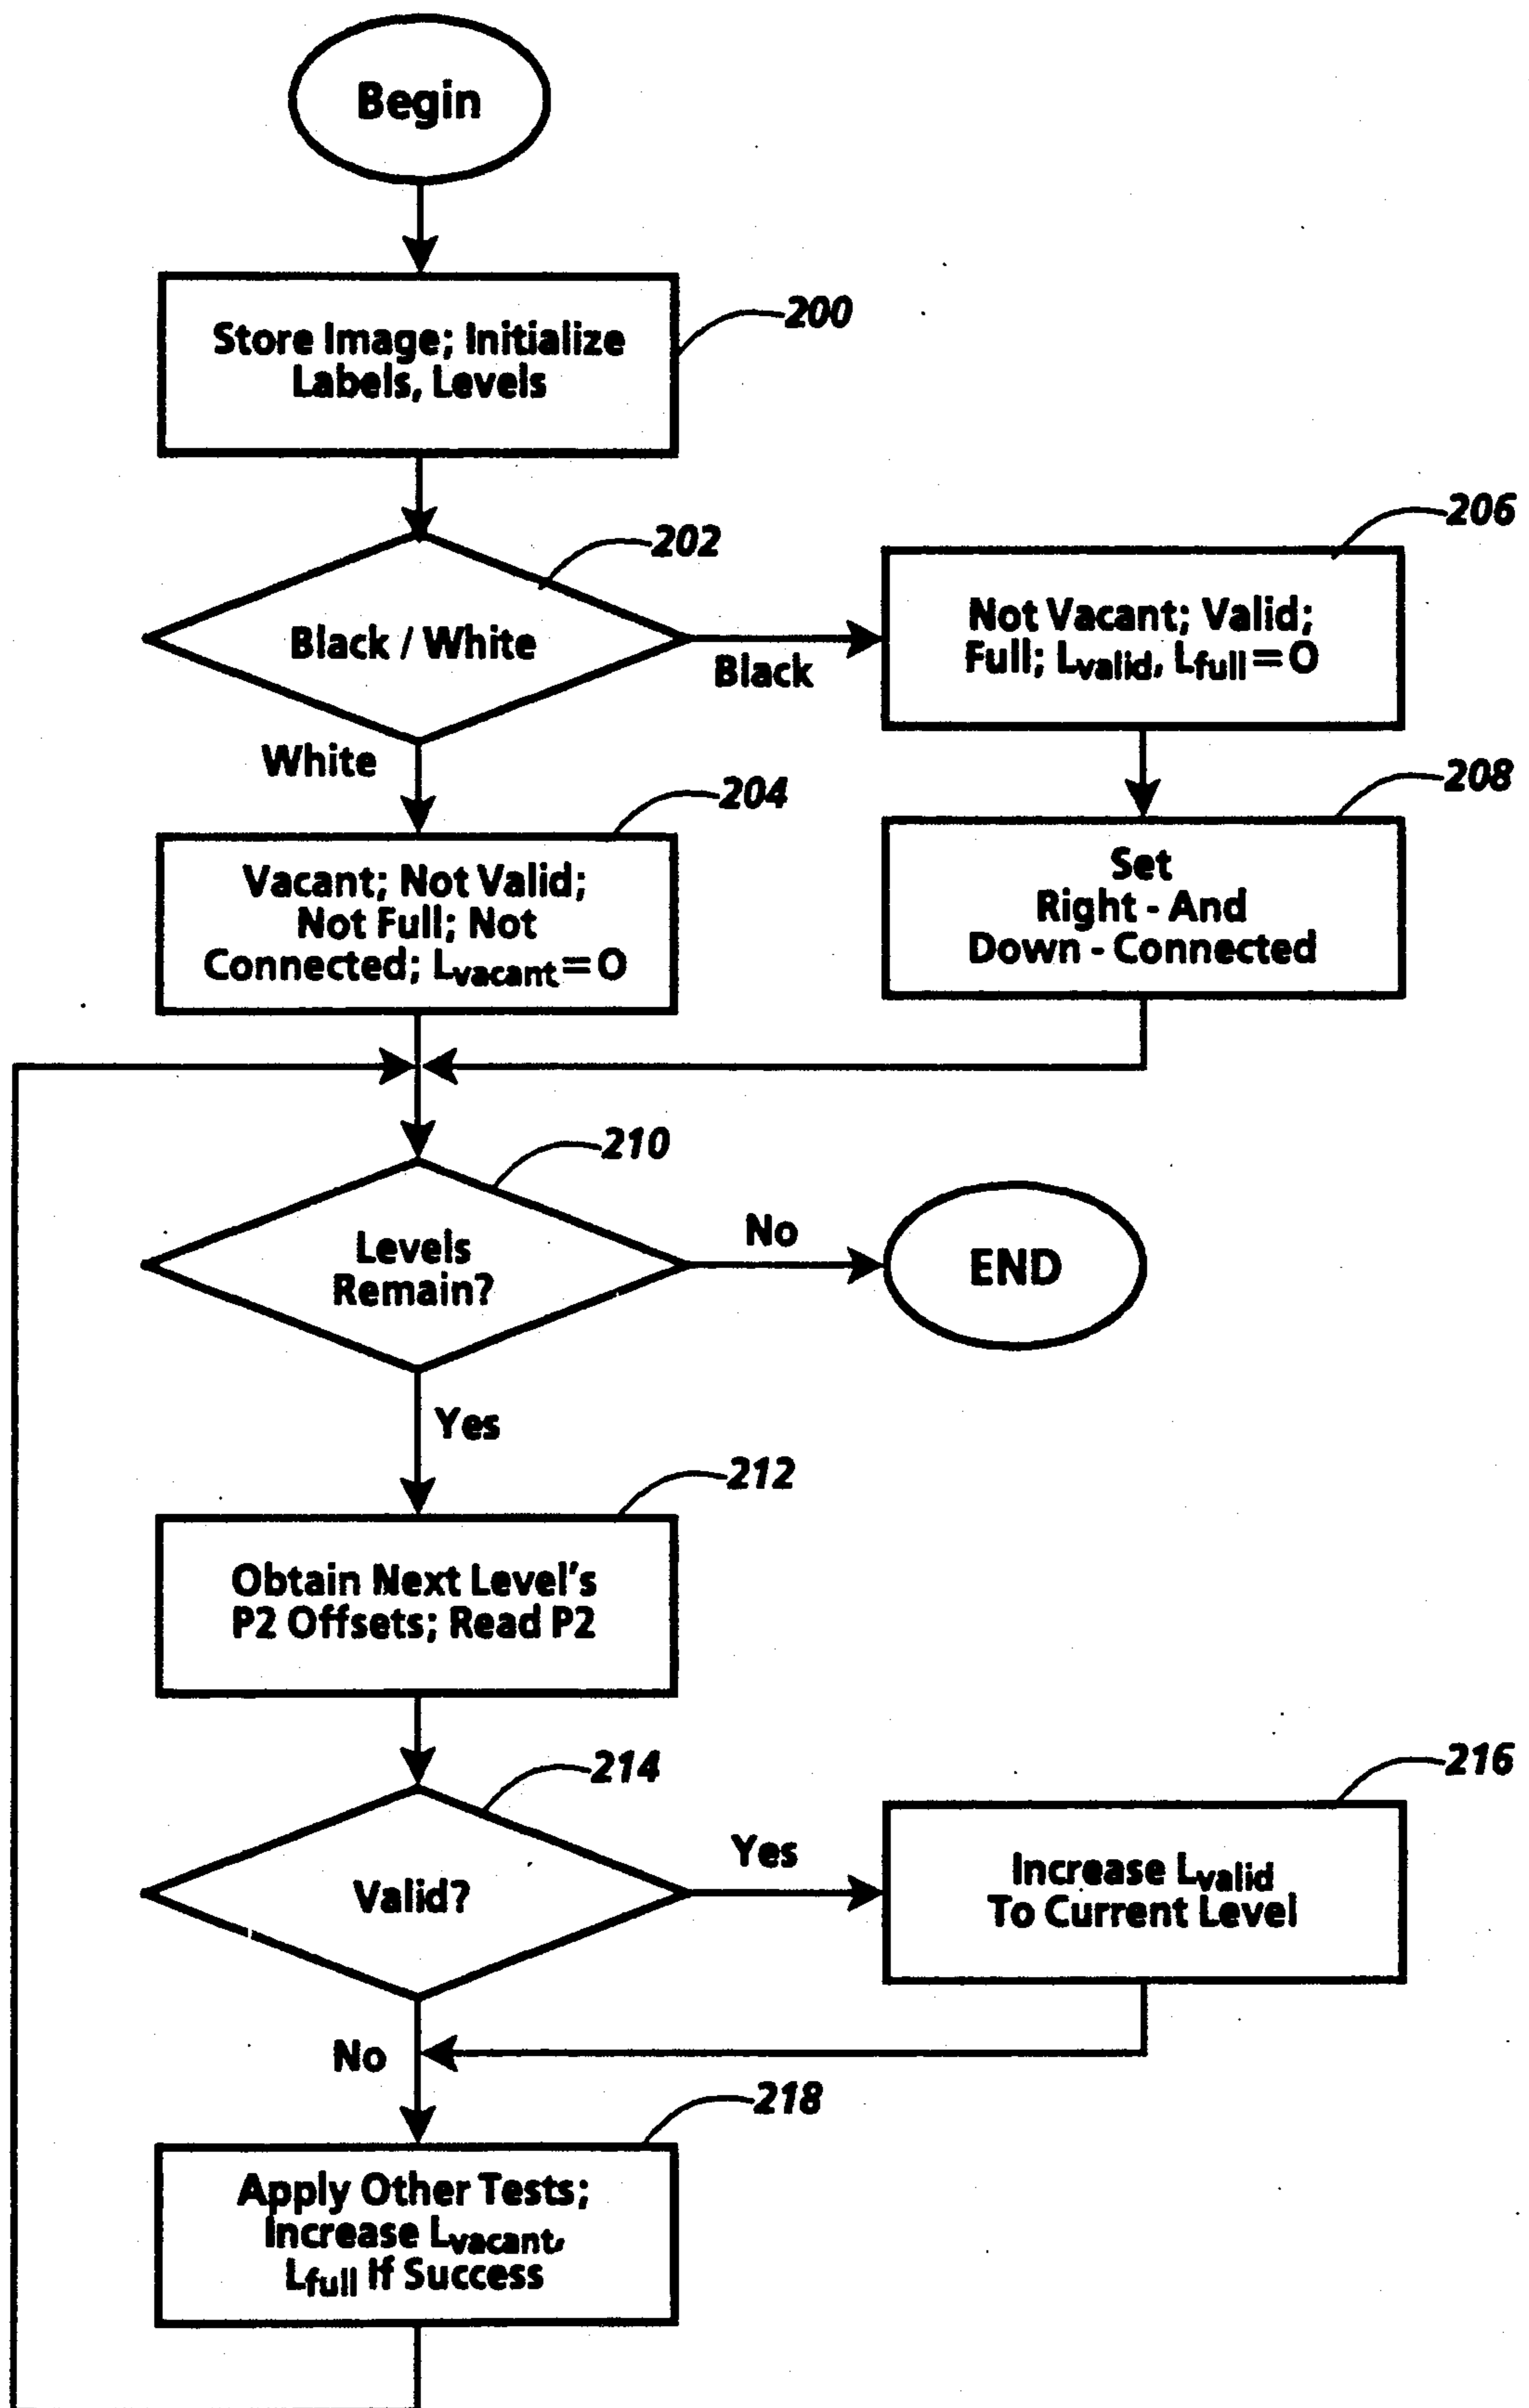 Begin
Store Image; Initialize
Labels, Levels
200
Black / White
202
Black
White
Not Vacant; Valid;
Full; Lvalid, Lfull = O
206
Vacant; Not Valid;
Not Full; Not
Connected; Lvacant = O
204
Set
Right - And
Down - Connected
208
Levels
Remain?
210
No
END
Yes
Obtain Next Level's
P2 Offsets; Read P2
212
Valid?
214
Yes
Increase Lvalid
To Current Level
216
No
Apply Other Tests;
Increase Lvacant,
Lfull If Success
218